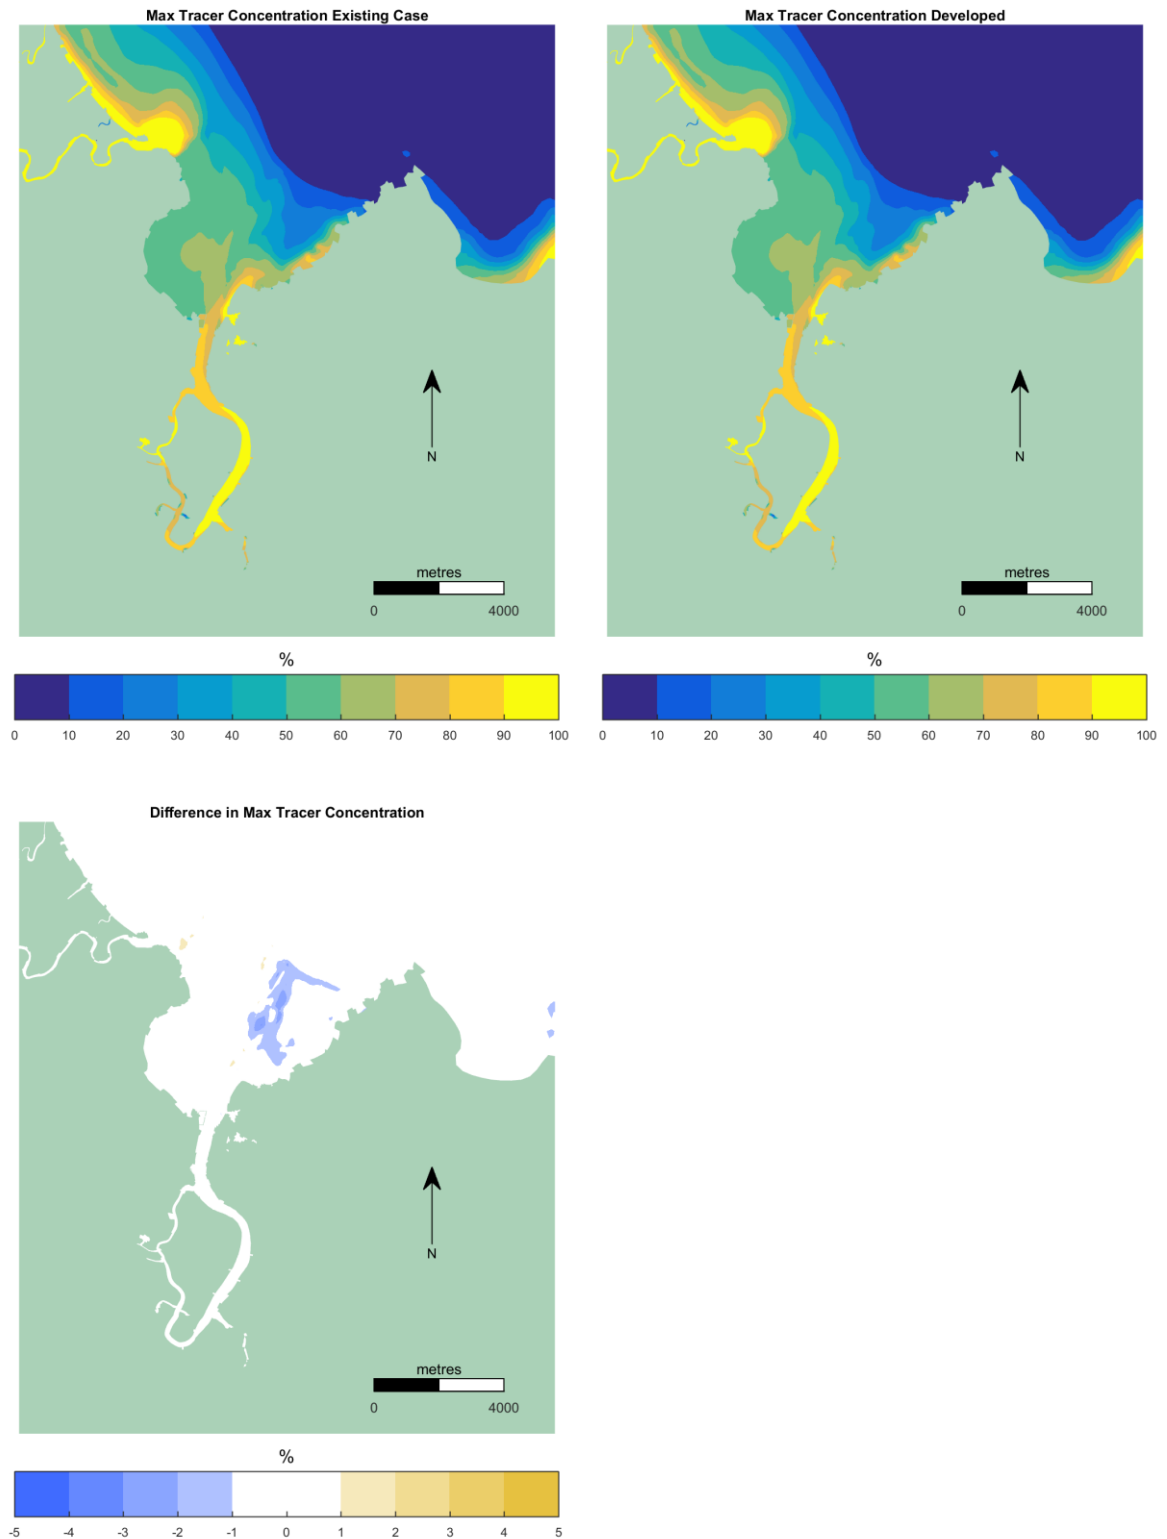 Max Tracer Concentration Existing Case
N
metres
0 4000
%
0 10 20 30 40 50 60 70 80 90 100
Max Tracer Concentration Developed
N
metres
0 4000
%
0 10 20 30 40 50 60 70 80 90 100
Difference in Max Tracer Concentration
N
metres
0 4000
%
-5 -4 -3 -2 -1 0 1 2 3 4 5